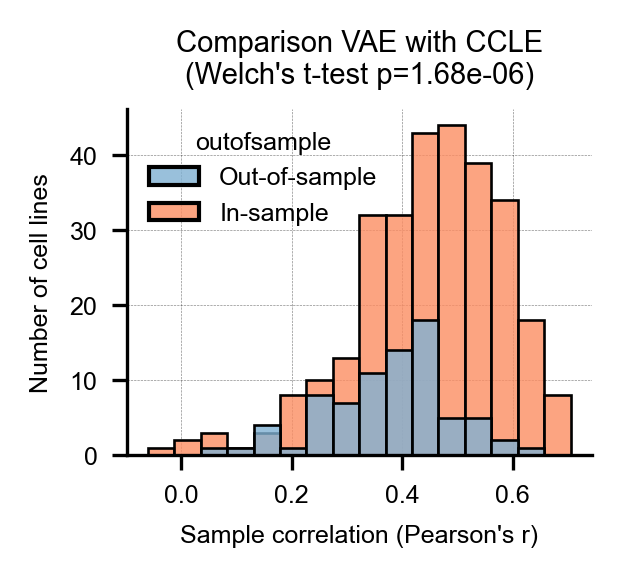 Comparison VAE with CCLE
(Welch's t-test p=1.68e-06)
outofsample
Out-of-sample
In-sample
Number of cell lines
40
30
20
10
0
0.0 0.2 0.4 0.6
Sample correlation (Pearson's r)